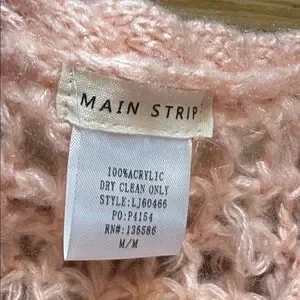 MAIN STRIP
100%ACRYLIC
DRY CLEAN ONLY
STYLE:LJ60466
PO:P4154
RN#:136586
M/M